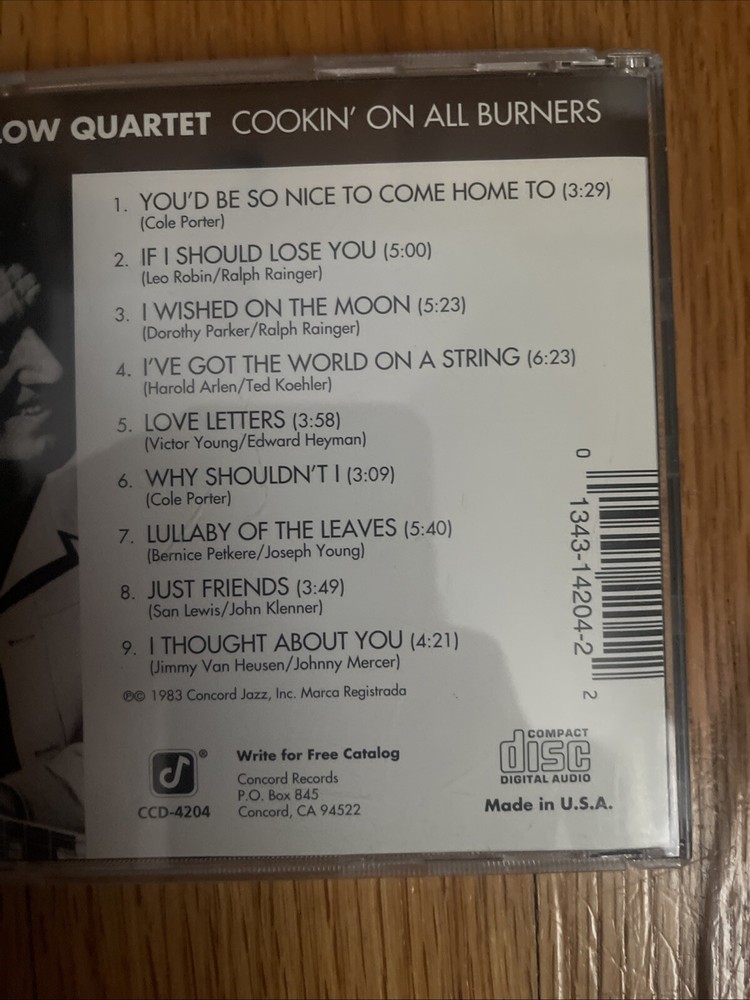 LOW QUARTET COOKIN' ON ALL BURNERS
1. YOU'D BE SO NICE TO COME HOME TO (3:29)
(Cole Porter)
2. IF I SHOULD LOSE YOU (5:00)
(Leo Robin/Ralph Rainger)
3. I WISHED ON THE MOON (5:23)
(Dorothy Parker/Ralph Rainger)
4. I'VE GOT THE WORLD ON A STRING (6:23)
(Harold Arlen/Ted Koehler)
5. LOVE LETTERS (3:58)
(Victor Young/Edward Heyman)
6. WHY SHOULDN'T I (3:09)
(Cole Porter)
7. LULLABY OF THE LEAVES (5:40)
(Bernice Petkere/Joseph Young)
8. JUST FRIENDS (3:49)
(San Lewis/John Klenner)
9. I THOUGHT ABOUT YOU (4:21)
(Jimmy Van Heusen/Johnny Mercer)
℗© 1983 Concord Jazz, Inc. Marca Registrada
0 1343-14204-2 2
®
CCD-4204
Write for Free Catalog
Concord Records
P.O. Box 845
Concord, CA 94522
COMPACT
disc
DIGITAL AUDIO
Made in U.S.A.